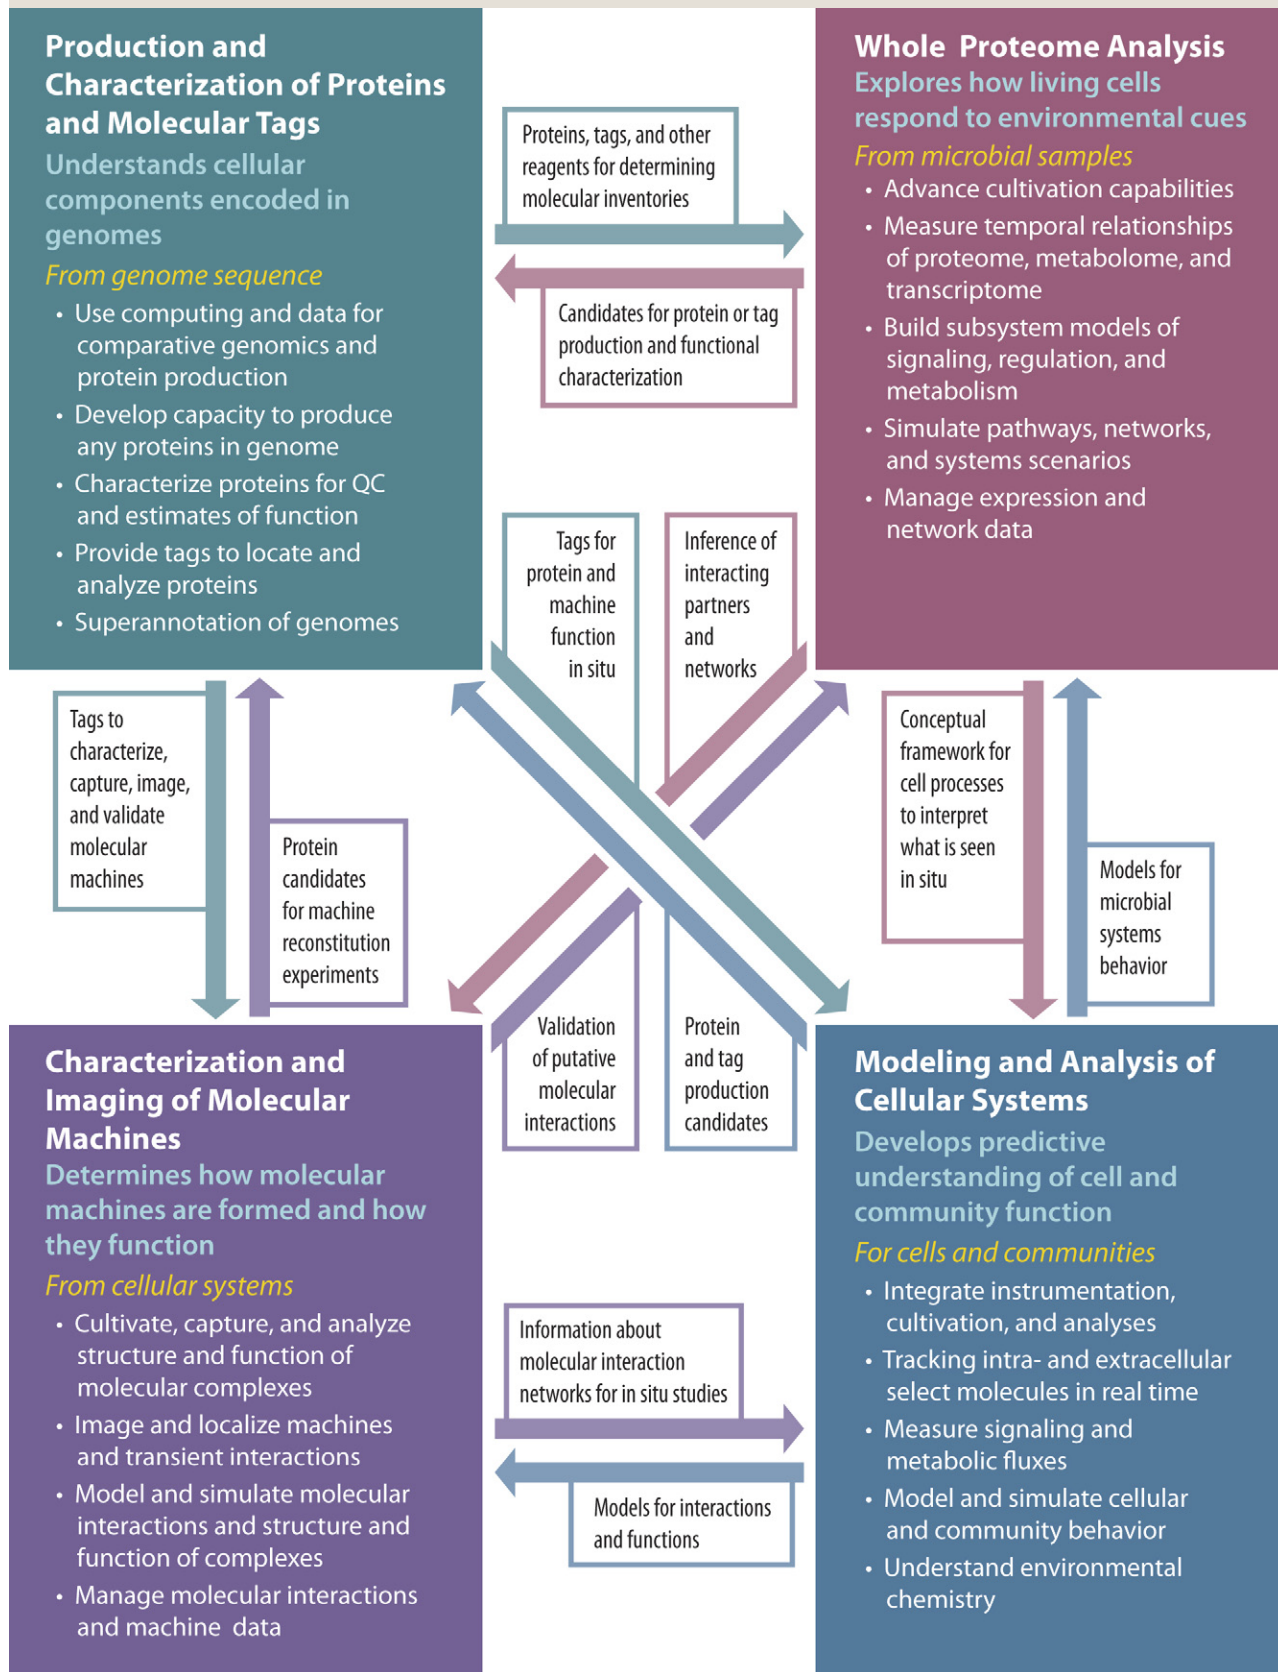 Production and
Characterization of Proteins
and Molecular Tags
Understands cellular
components encoded in
genomes
From genome sequence
• Use computing and data for
comparative genomics and
protein production
• Develop capacity to produce
any proteins in genome
• Characterize proteins for QC
and estimates of function
• Provide tags to locate and
analyze proteins
• Superannotation of genomes
Proteins, tags, and other
reagents for determining
molecular inventories
Candidates for protein or tag
production and functional
characterization
Whole Proteome Analysis
Explores how living cells
respond to environmental cues
From microbial samples
• Advance cultivation capabilities
• Measure temporal relationships
of proteome, metabolome, and
transcriptome
• Build subsystem models of
signaling, regulation, and
metabolism
• Simulate pathways, networks,
and systems scenarios
• Manage expression and
network data
Tags for
protein and
machine
function
in situ
Inference of
interacting
partners
and
networks
Tags to
characterize,
capture, image,
and validate
molecular
machines
Protein
candidates
for machine
reconstitution
experiments
Conceptual
framework for
cell processes
to interpret
what is seen
in situ
Models for
microbial
systems
behavior
Validation
of putative
molecular
interactions
Protein
and tag
production
candidates
Characterization and
Imaging of Molecular
Machines
Determines how molecular
machines are formed and how
they function
From cellular systems
• Cultivate, capture, and analyze
structure and function of
molecular complexes
• Image and localize machines
and transient interactions
• Model and simulate molecular
interactions and structure and
function of complexes
• Manage molecular interactions
and machine data
Information about
molecular interaction
networks for in situ studies
Models for interactions
and functions
Modeling and Analysis of
Cellular Systems
Develops predictive
understanding of cell and
community function
For cells and communities
• Integrate instrumentation,
cultivation, and analyses
• Tracking intra- and extracellular
select molecules in real time
• Measure signaling and
metabolic fluxes
• Model and simulate cellular
and community behavior
• Understand environmental
chemistry